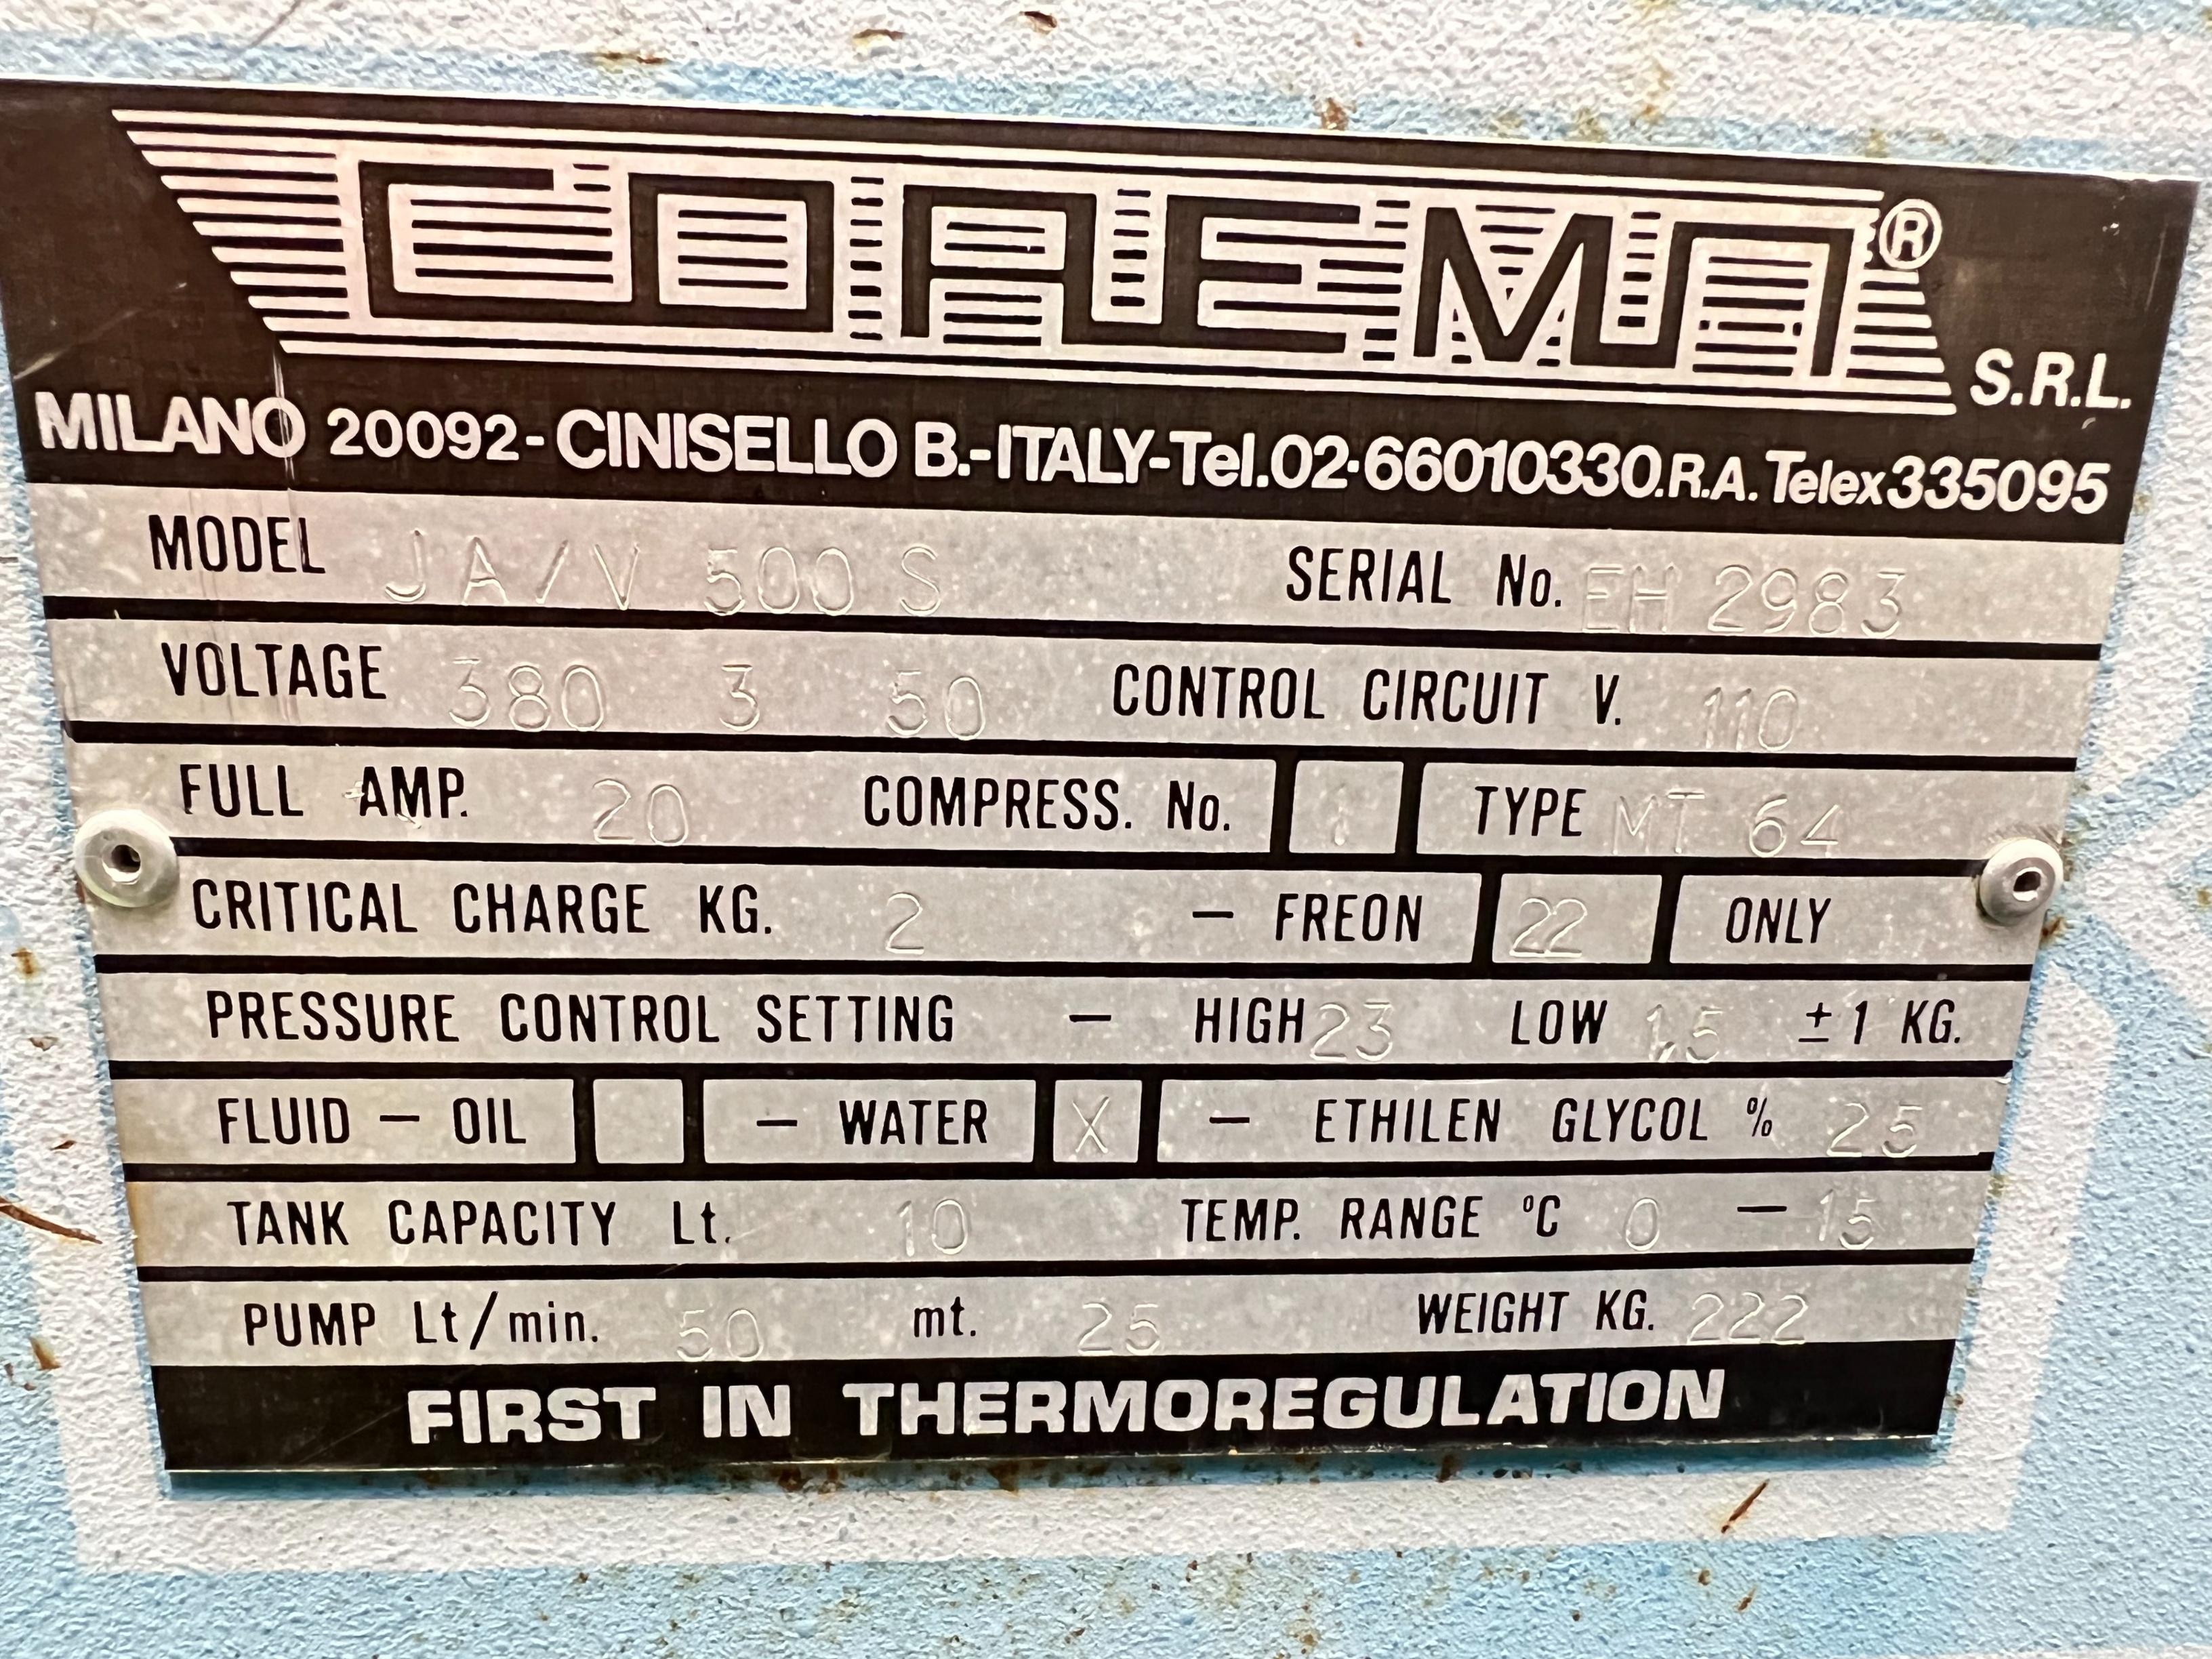 COREMA® S.R.L.
MILANO 20092-CINISELLO B.-ITALY-Tel.02·66010330.R.A. Telex335095
MODEL JA/V 500 S SERIAL No. EH 2983
VOLTAGE 380 3 50 CONTROL CIRCUIT V. 110
FULL AMP. 20 COMPRESS. No. 1 TYPE MT 64
CRITICAL CHARGE KG. 2 – FREON 22 ONLY
PRESSURE CONTROL SETTING – HIGH 23 LOW 1,5 ±1 KG.
FLUID – OIL – WATER X – ETHILEN GLYCOL % 25
TANK CAPACITY Lt. 10 TEMP. RANGE °C 0 – 15
PUMP Lt/min. 50 mt. 25 WEIGHT KG. 222
FIRST IN THERMOREGULATION